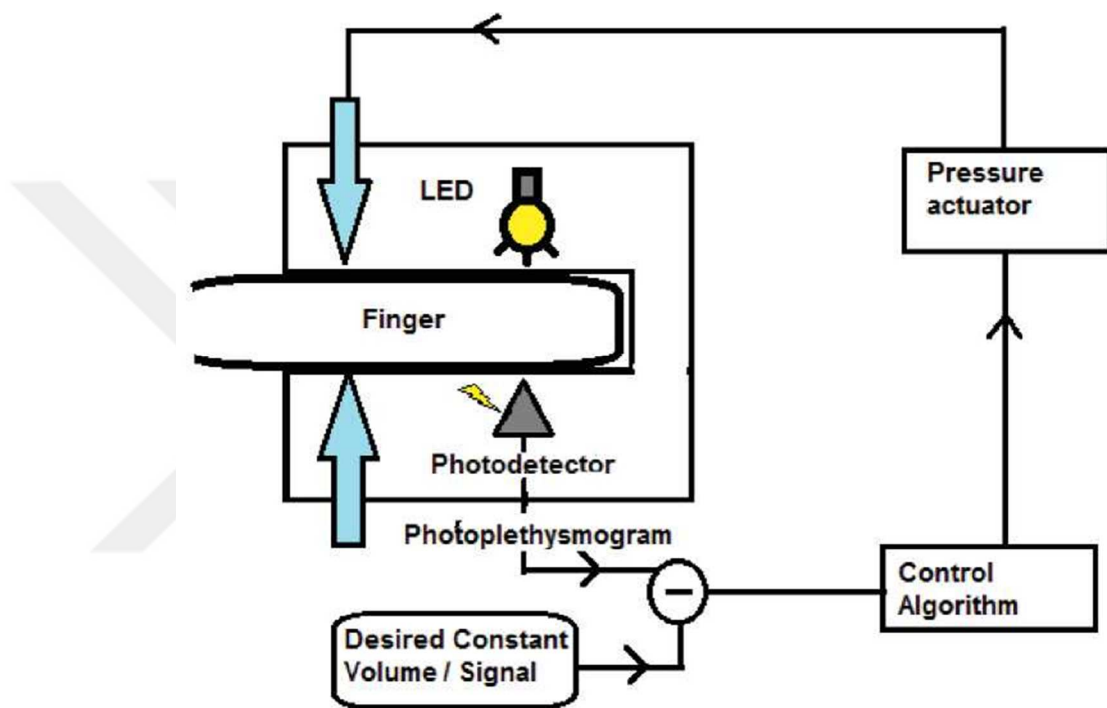 Pressure
actuator
LED
Finger
Photodetector
Photoplethysmogram
Control
Algorithm
Desired Constant
Volume / Signal